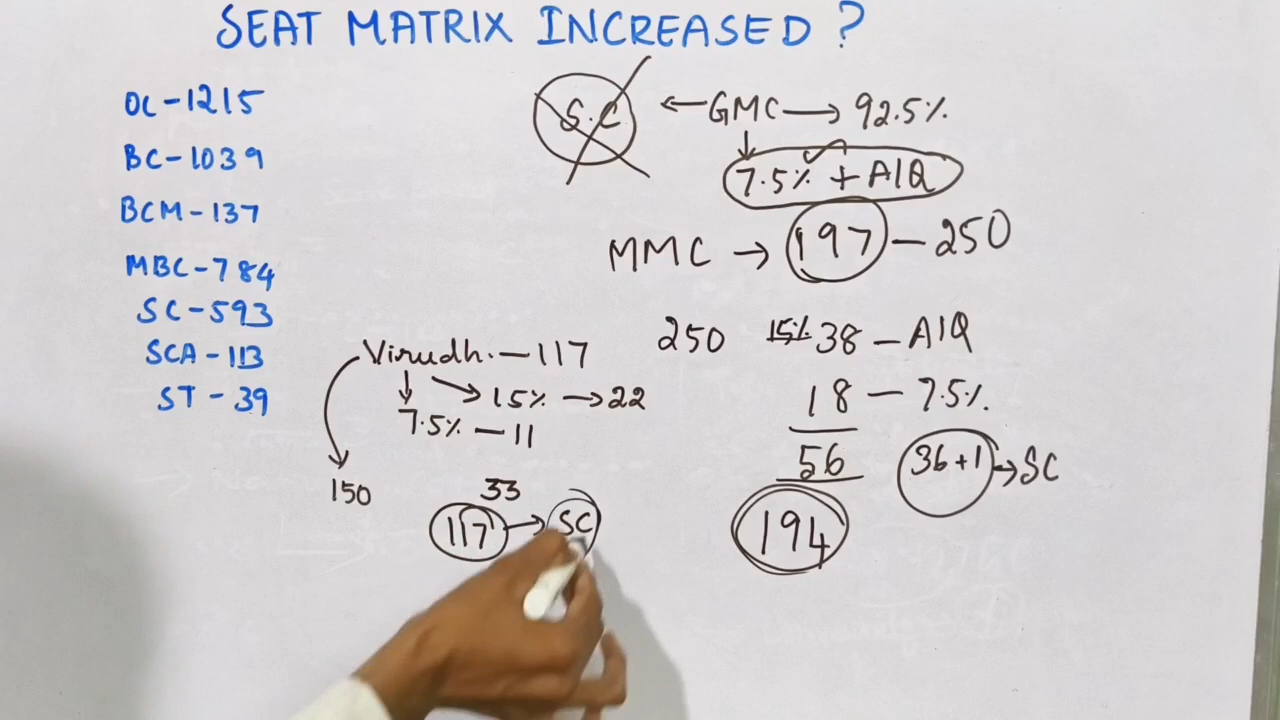 SEAT MATRIX INCREASED ?
OC - 1215
BC - 1039
BCM - 137
MBC - 784
SC - 593
SCA - 113
ST - 39
S.C ← GMC → 92.5%
↓
7.5% + AIQ
MMC → 197 - 250
250 15% 38 - AIQ
18 - 7.5%
56
194
36+1 → SC
Virudh. - 117
→ 15% → 22
7.5% - 11
150
33
117 → SC